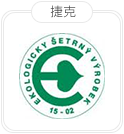 捷克
EKOLOGICKY ŠETRNÝ VÝROBEK
15 - 02